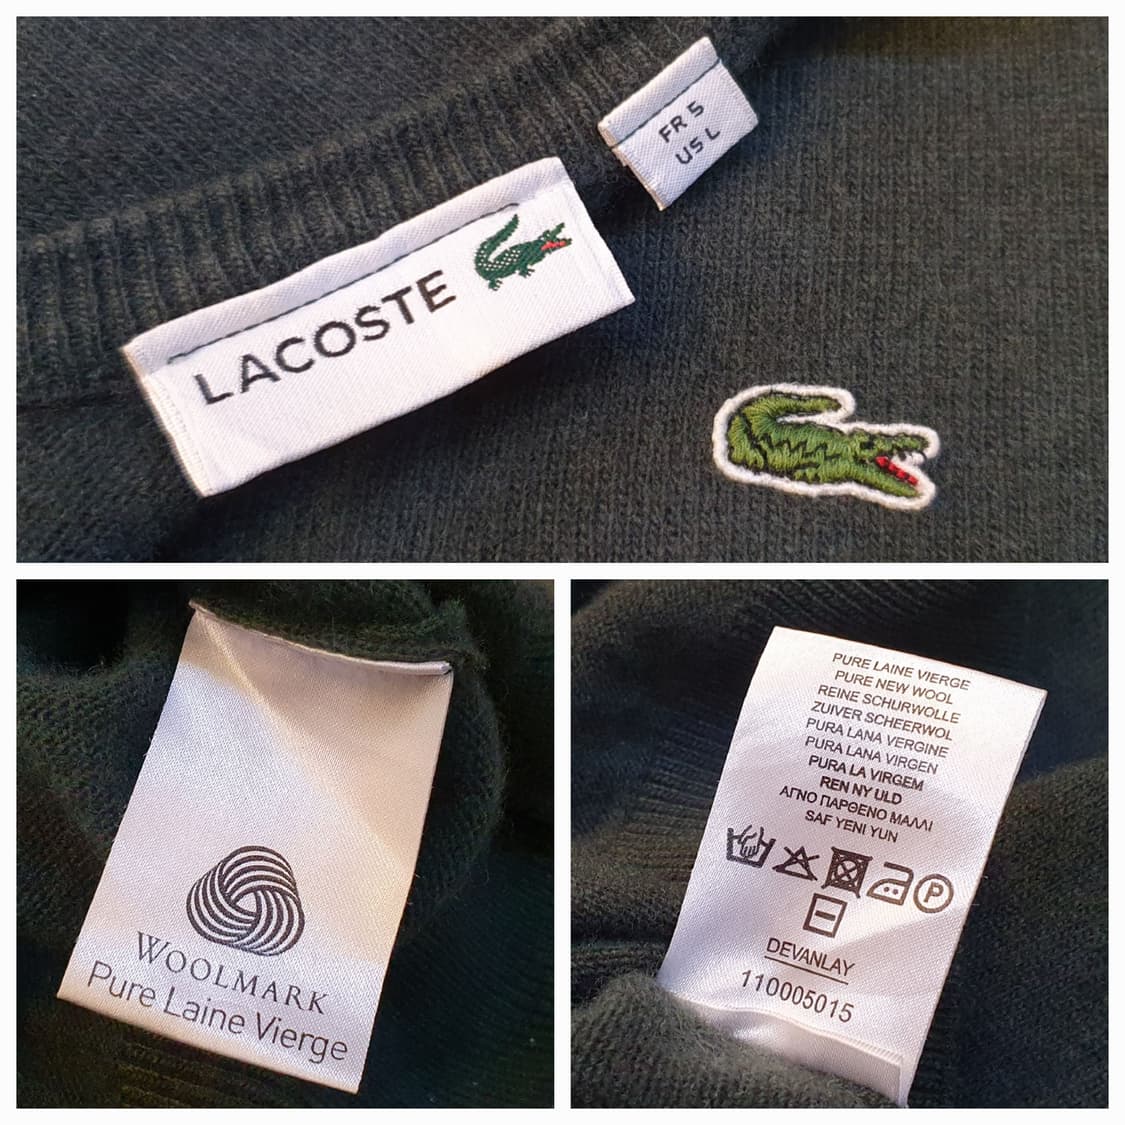 FR 5
US L
LACOSTE
WOOLMARK
Pure Laine Vierge
PURE LAINE VIERGE
PURE NEW WOOL
REINE SCHURWOLLE
ZUIVER SCHEERWOL
PURA LANA VERGINE
PURA LANA VIRGEN
PURA LA VIRGEM
REN NY ULD
ΑΓΝΟ ΠΑΡΘΕΝΟ ΜΑΛΛΙ
SAF YENI YUN
P
DEVANLAY
110005015